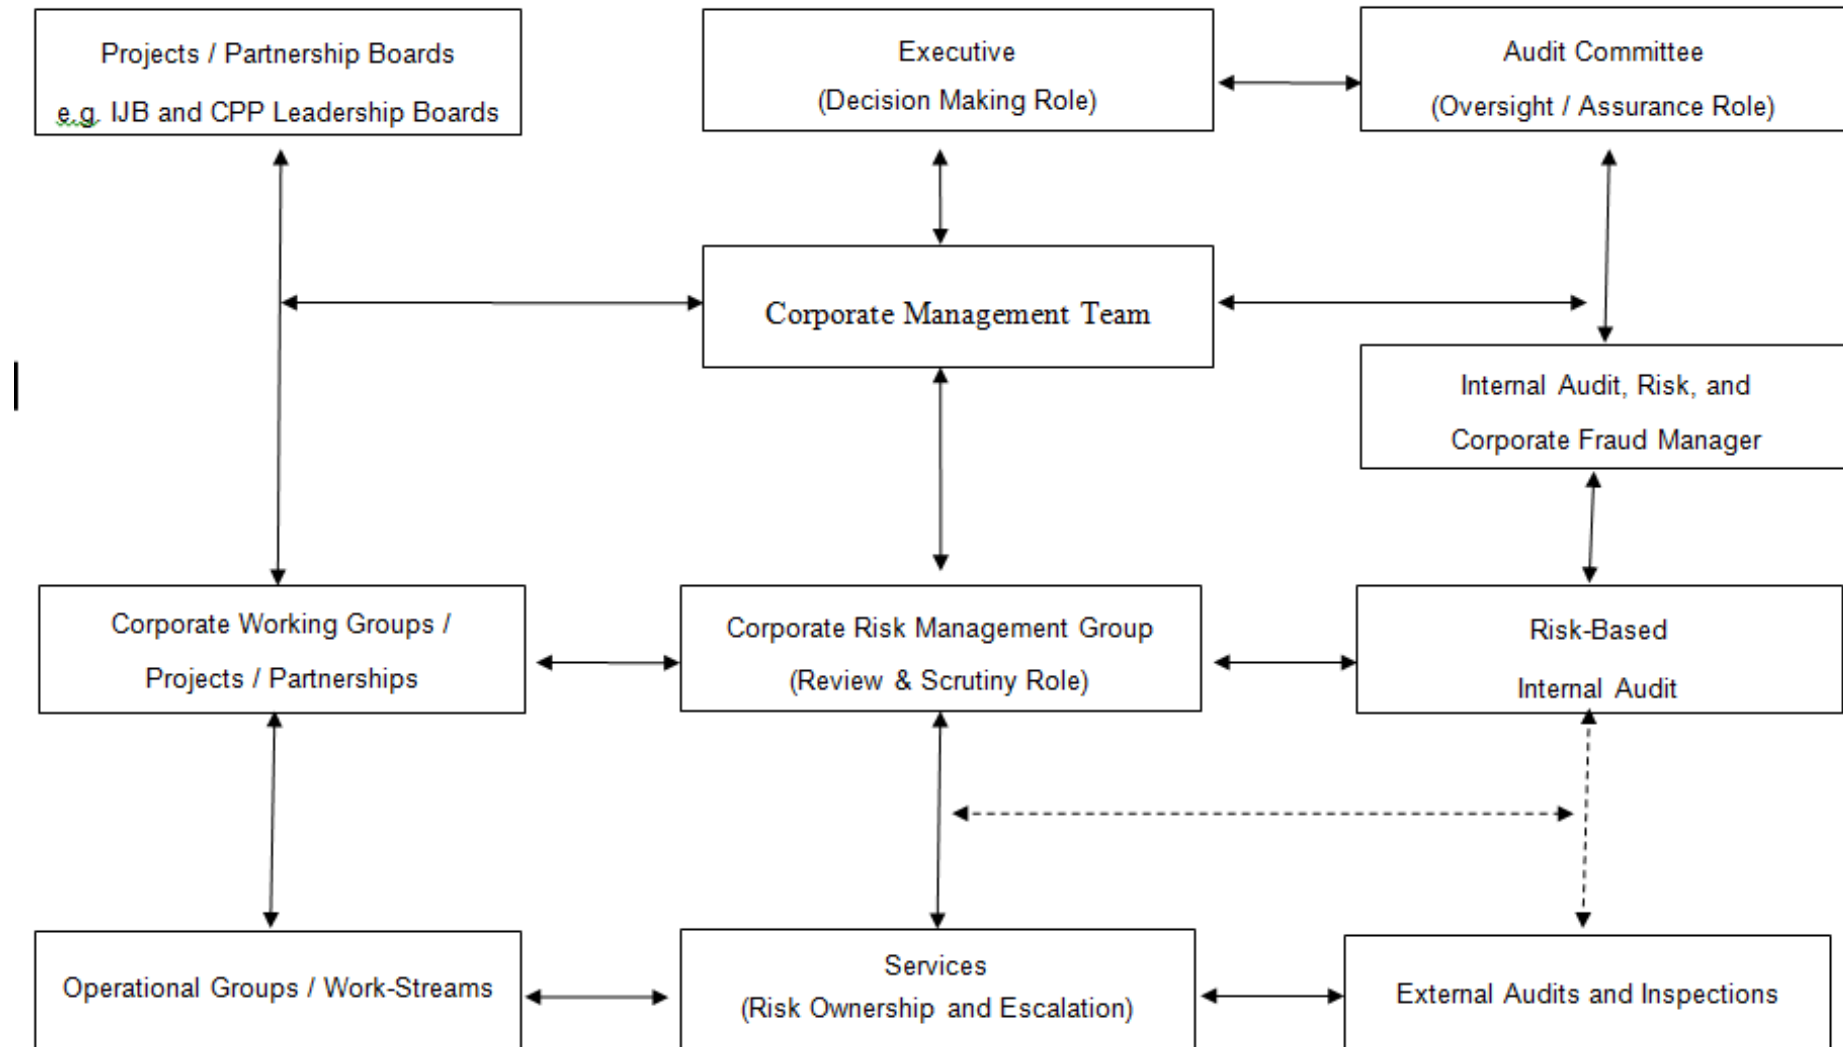 Projects / Partnership Boards
e.g. IJB and CPP Leadership Boards
Executive
(Decision Making Role)
Audit Committee
(Oversight / Assurance Role)
Corporate Management Team
Internal Audit, Risk, and
Corporate Fraud Manager
Corporate Working Groups /
Projects / Partnerships
Corporate Risk Management Group
(Review & Scrutiny Role)
Risk-Based
Internal Audit
Operational Groups / Work-Streams
Services
(Risk Ownership and Escalation)
External Audits and Inspections